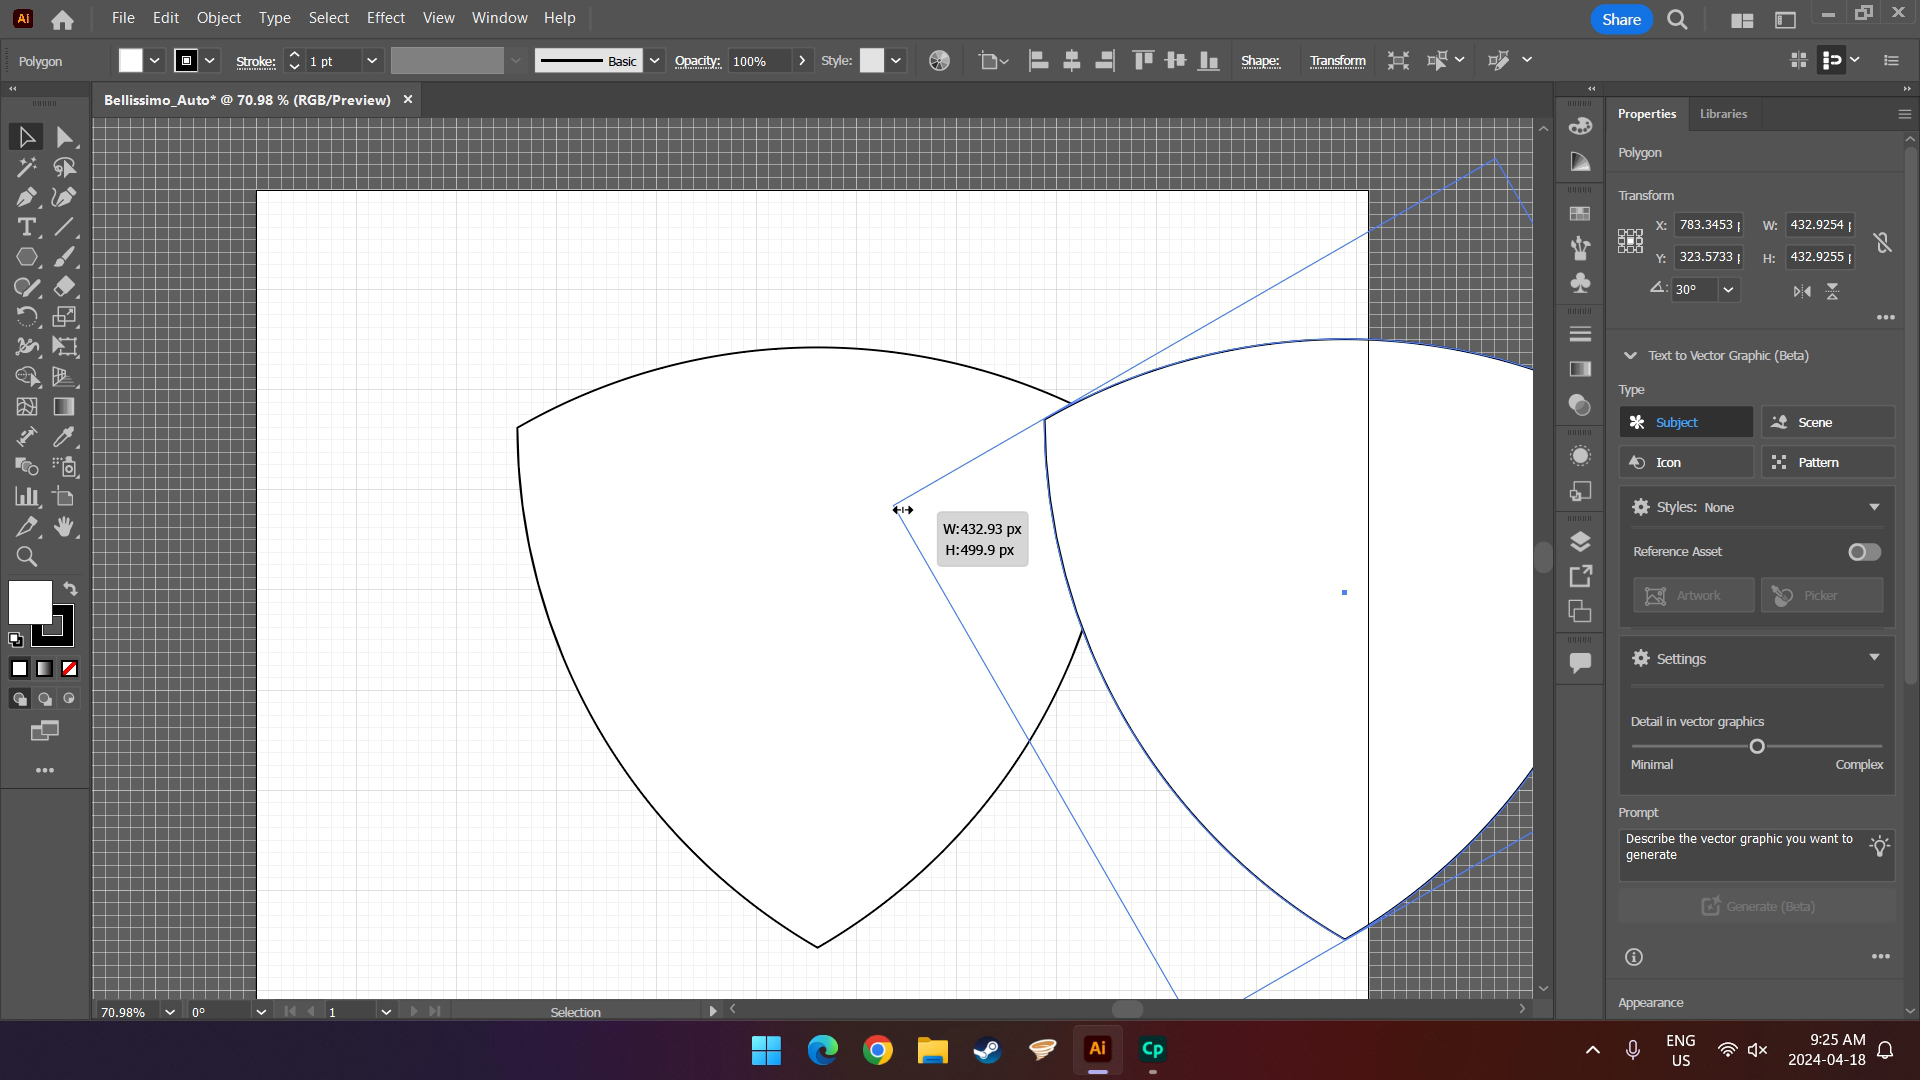 Ai File Edit Object Type Select Effect View Window Help Share
Polygon Stroke: 1 pt Basic Opacity: 100% Style: Shape: Transform
Bellissimo_Auto* @ 70.98 % (RGB/Preview)
W:432.93 px
H:499.9 px
70.98% 0° 1 Selection
Properties Libraries
Polygon
Transform
X: 783.3453 W: 432.9254
Y: 323.5733 H: 432.9255
30°
Text to Vector Graphic (Beta)
Type
Subject Scene
Icon Pattern
Styles: None
Reference Asset
Artwork Picker
Settings
Detail in vector graphics
Minimal Complex
Prompt
Describe the vector graphic you want to
generate
Generate (Beta)
Appearance
Ai Cp
ENG
US
9:25 AM
2024-04-18